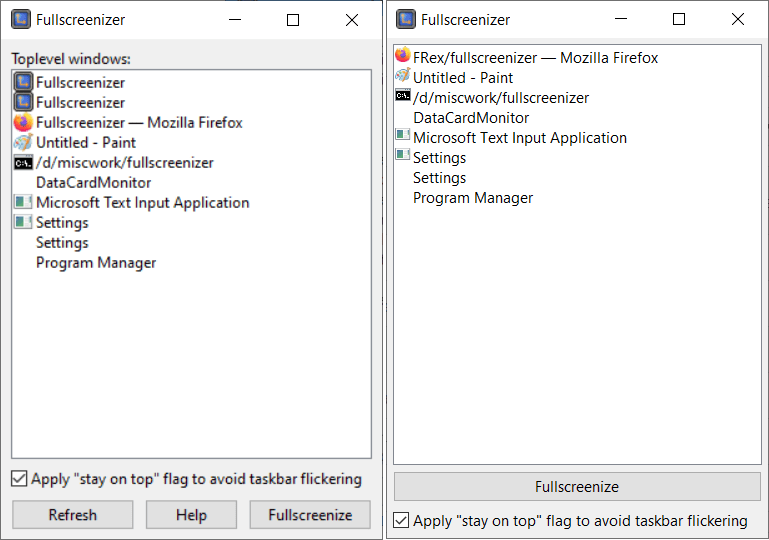 Fullscreenizer
Toplevel windows:
Fullscreenizer
Fullscreenizer
Fullscreenizer — Mozilla Firefox
Untitled - Paint
/d/miscwork/fullscreenizer
DataCardMonitor
Microsoft Text Input Application
Settings
Settings
Program Manager
Apply "stay on top" flag to avoid taskbar flickering
Refresh Help Fullscreenize
Fullscreenizer
FRex/fullscreenizer — Mozilla Firefox
Untitled - Paint
/d/miscwork/fullscreenizer
DataCardMonitor
Microsoft Text Input Application
Settings
Settings
Program Manager
Fullscreenize
Apply "stay on top" flag to avoid taskbar flickering